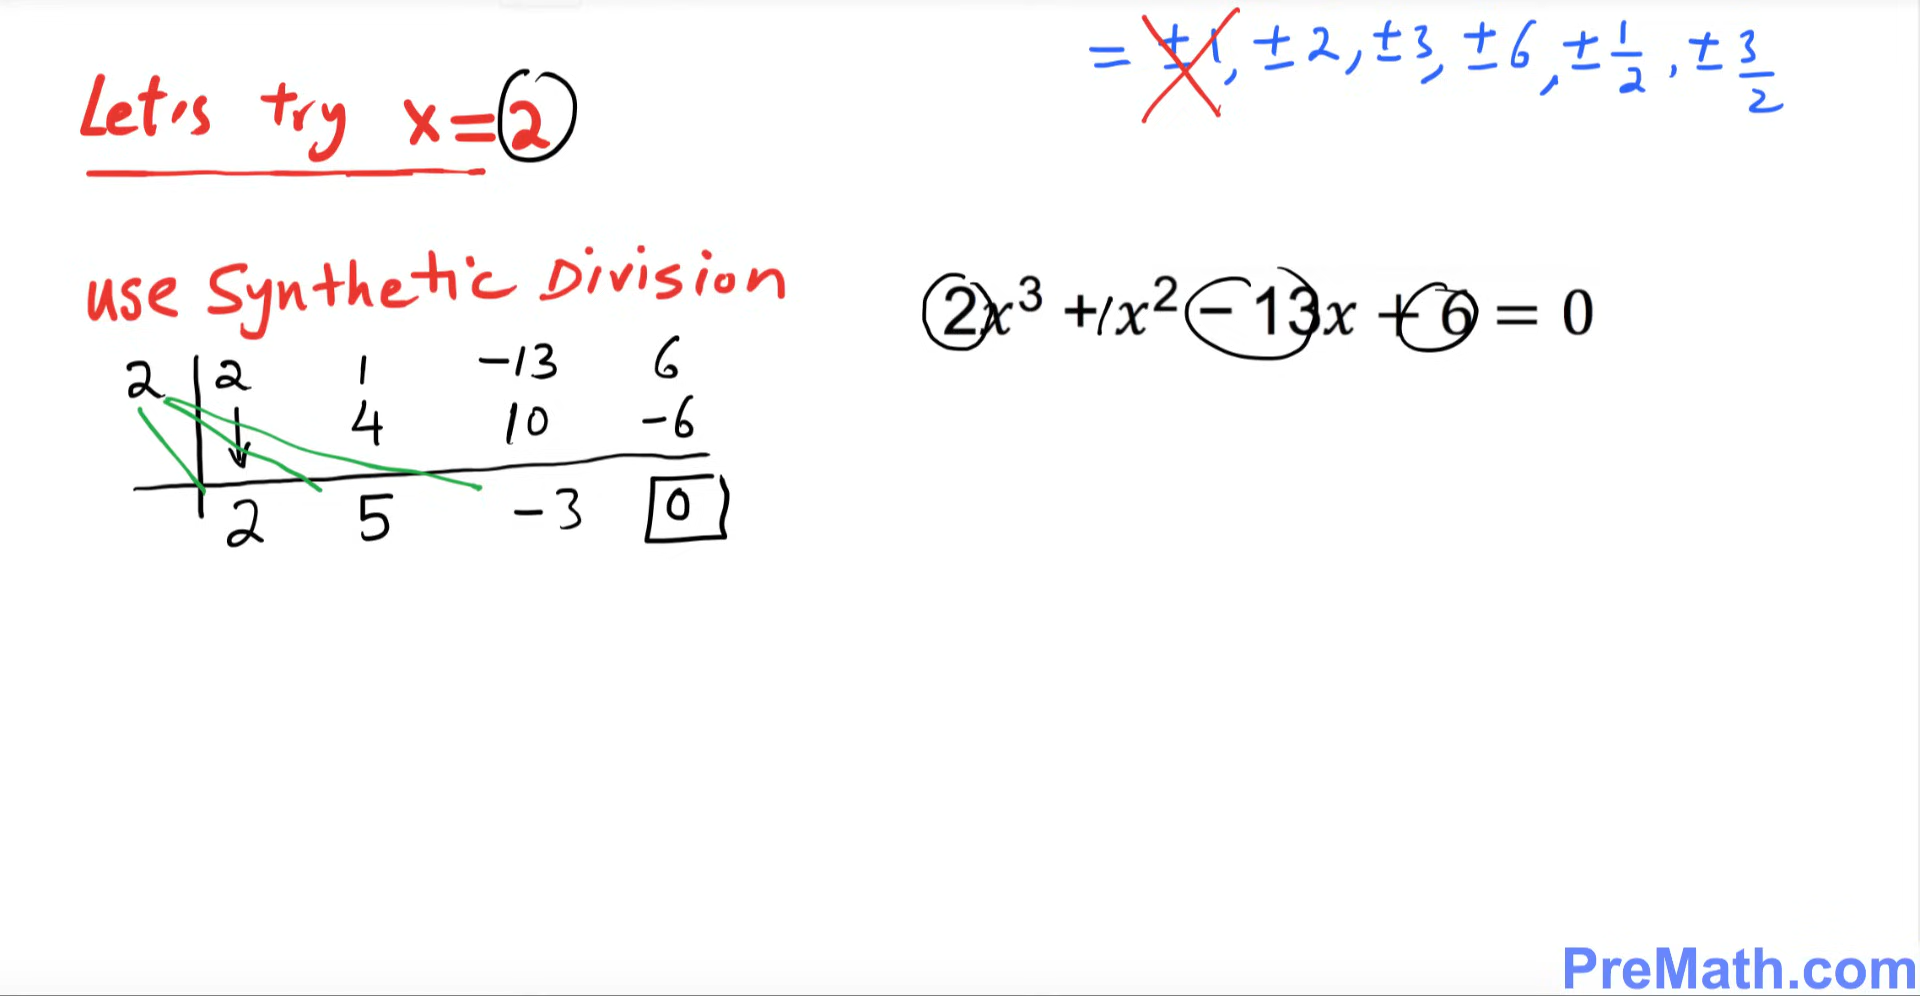 = ±1, ±2, ±3, ±6, ±1/2, ±3/2
Let's try x=2
use Synthetic Division
2x³ + 1x² − 13x + 6 = 0
2 | 2 1 -13 6
4 10 -6
2 5 -3 0
PreMath.com